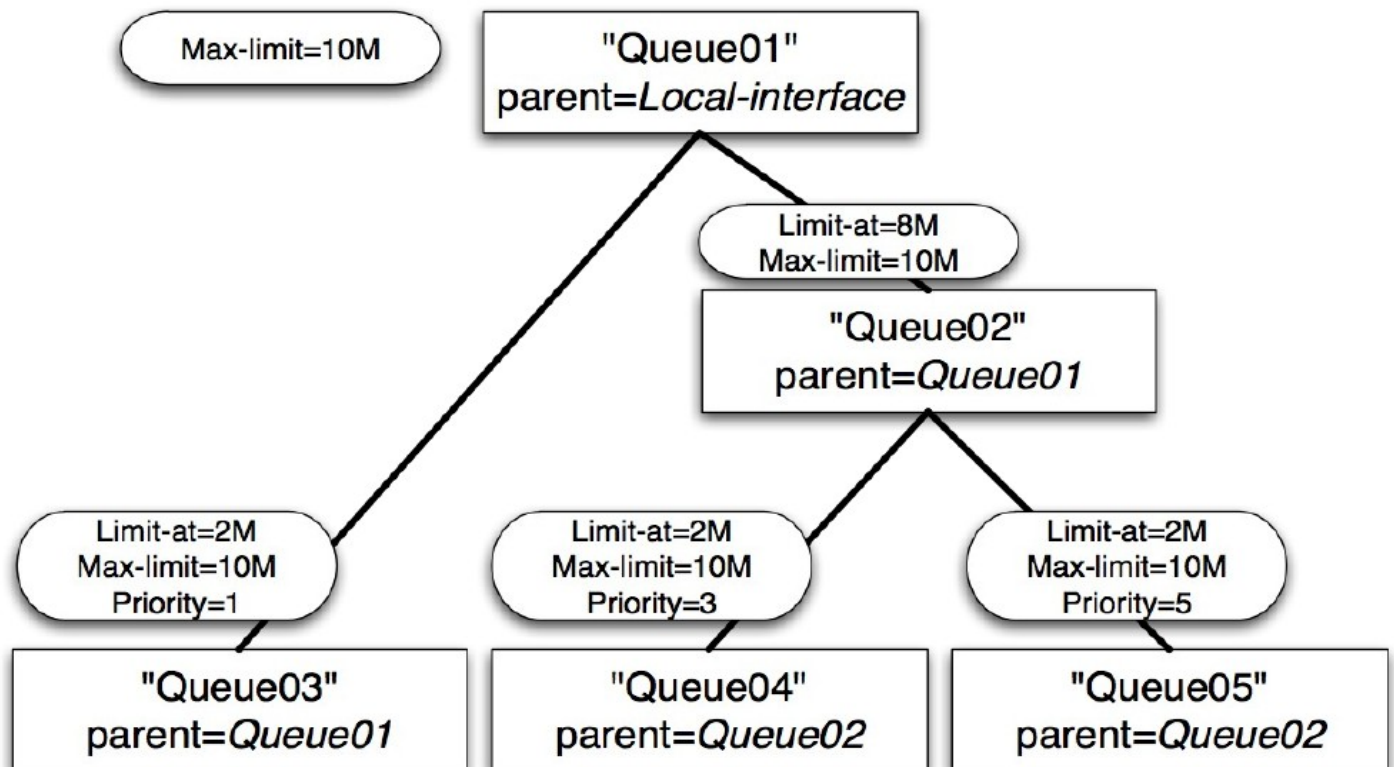 Max-limit=10M
"Queue01"
parent=Local-interface
Limit-at=8M
Max-limit=10M
"Queue02"
parent=Queue01
Limit-at=2M
Max-limit=10M
Priority=1
"Queue03"
parent=Queue01
Limit-at=2M
Max-limit=10M
Priority=3
"Queue04"
parent=Queue02
Limit-at=2M
Max-limit=10M
Priority=5
"Queue05"
parent=Queue02